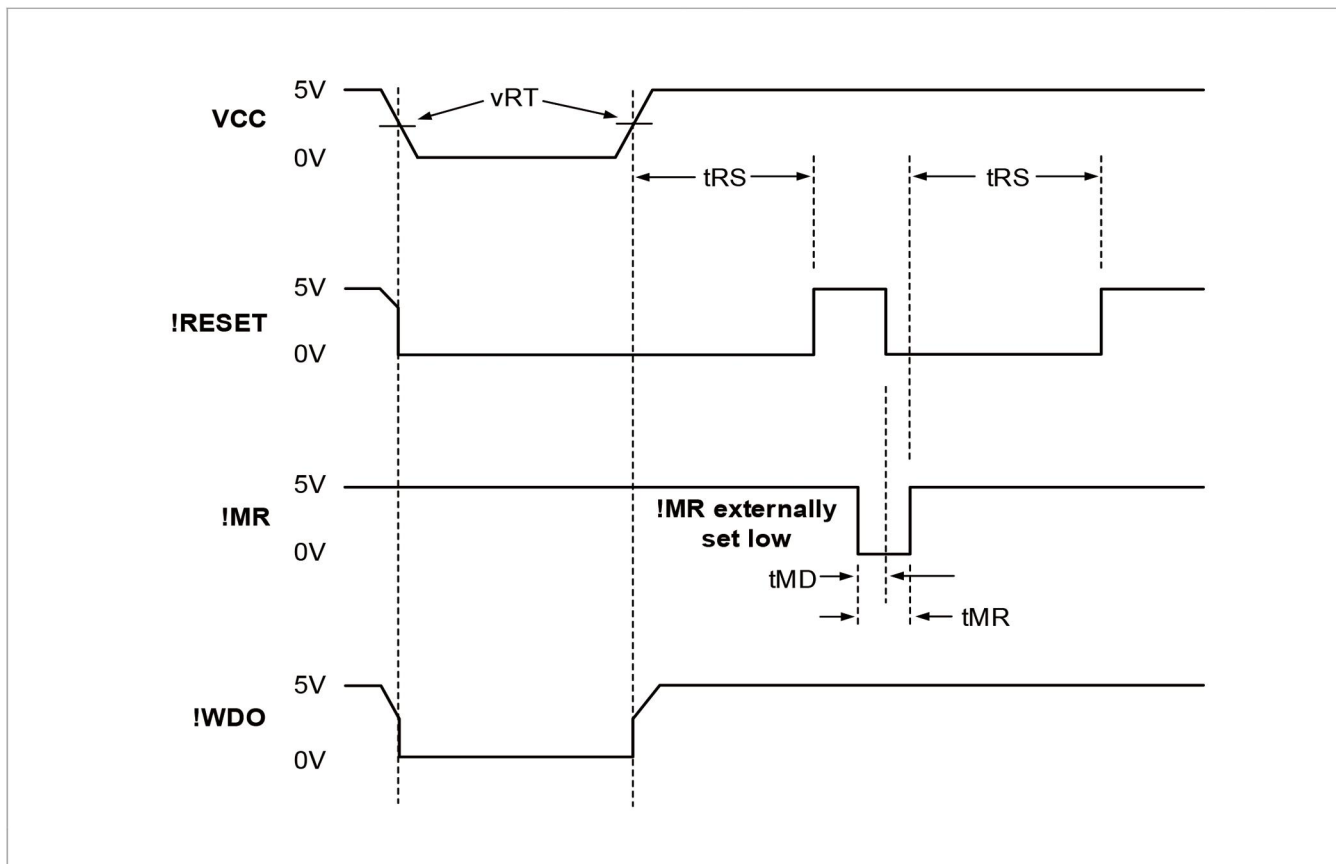 5V
VCC
0V
vRT
tRS
tRS
5V
!RESET
0V
5V
!MR
0V
!MR externally
set low
tMD
tMR
5V
!WDO
0V